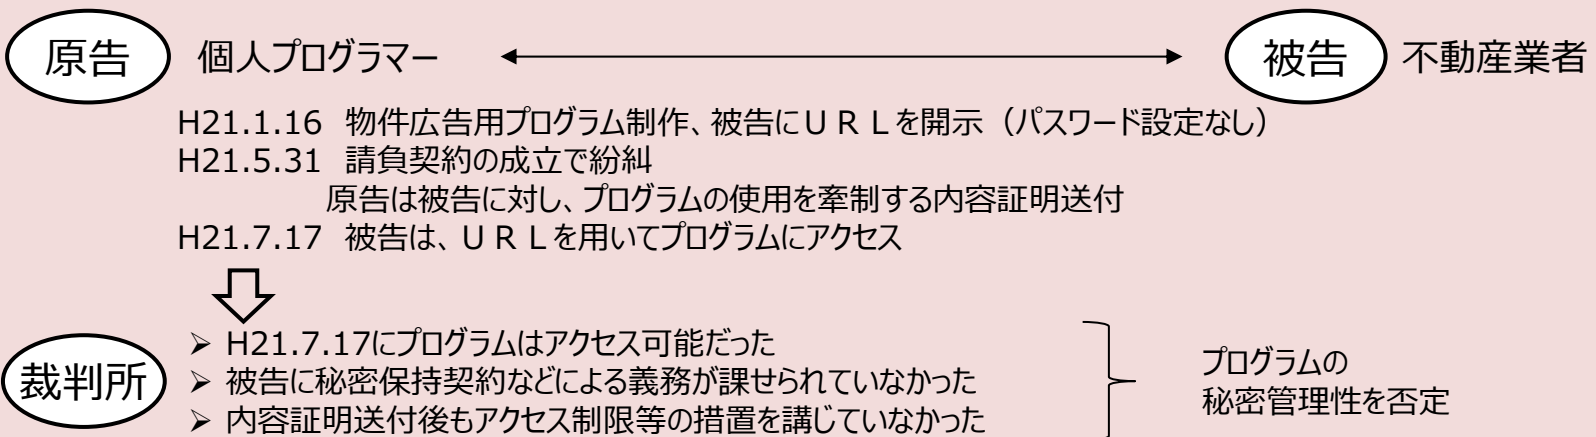 原告 個人プログラマー 被告 不動産業者
H21.1.16 物件広告用プログラム制作、被告にＵＲＬを開示（パスワード設定なし）
H21.5.31 請負契約の成立で紛糾
原告は被告に対し、プログラムの使用を牽制する内容証明送付
H21.7.17 被告は、ＵＲＬを用いてプログラムにアクセス
裁判所
➢ H21.7.17にプログラムはアクセス可能だった
➢ 被告に秘密保持契約などによる義務が課せられていなかった
➢ 内容証明送付後もアクセス制限等の措置を講じていなかった
プログラムの
秘密管理性を否定